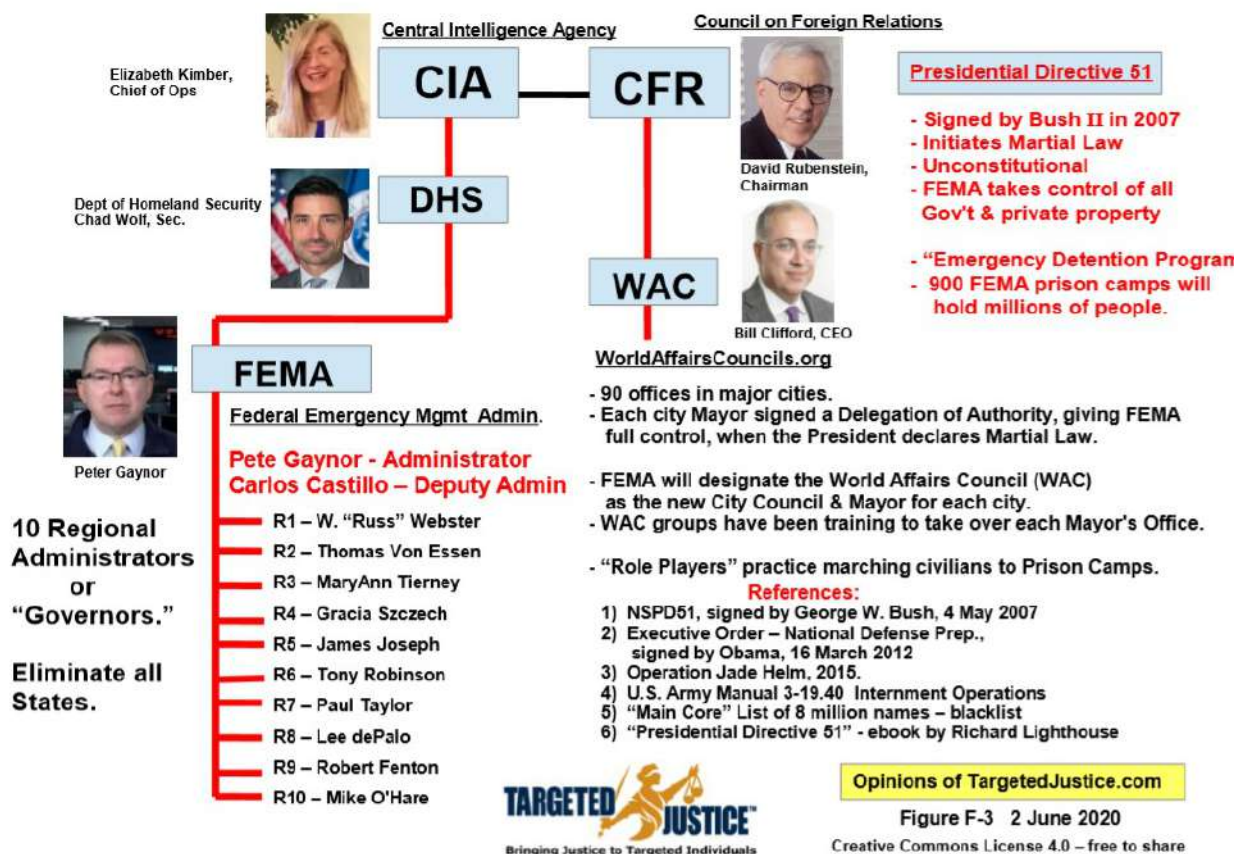 Central Intelligence Agency
Council on Foreign Relations
Elizabeth Kimber,
Chief of Ops
CIA
CFR
David Rubenstein,
Chairman
Dept of Homeland Security
Chad Wolf, Sec.
DHS
WAC
Bill Clifford, CEO
Presidential Directive 51
- Signed by Bush II in 2007
- Initiates Martial Law
- Unconstitutional
- FEMA takes control of all
Gov't & private property
- “Emergency Detention Program
- 900 FEMA prison camps will
hold millions of people.
Peter Gaynor
FEMA
Federal Emergency Mgmt Admin.
Pete Gaynor - Administrator
Carlos Castillo – Deputy Admin
10 Regional
Administrators
or
“Governors.”
Eliminate all
States.
R1 – W. “Russ” Webster
R2 – Thomas Von Essen
R3 – MaryAnn Tierney
R4 – Gracia Szczech
R5 – James Joseph
R6 – Tony Robinson
R7 – Paul Taylor
R8 – Lee dePalo
R9 – Robert Fenton
R10 – Mike O'Hare
WorldAffairsCouncils.org
- 90 offices in major cities.
- Each city Mayor signed a Delegation of Authority, giving FEMA
full control, when the President declares Martial Law.
- FEMA will designate the World Affairs Council (WAC)
as the new City Council & Mayor for each city.
- WAC groups have been training to take over each Mayor's Office.
- “Role Players” practice marching civilians to Prison Camps.
References:
1) NSPD51, signed by George W. Bush, 4 May 2007
2) Executive Order – National Defense Prep.,
signed by Obama, 16 March 2012
3) Operation Jade Helm, 2015.
4) U.S. Army Manual 3-19.40 Internment Operations
5) “Main Core” List of 8 million names – blacklist
6) “Presidential Directive 51” - ebook by Richard Lighthouse
TARGETED
JUSTICE™
Bringing Justice to Targeted Individuals
Opinions of TargetedJustice.com
Figure F-3 2 June 2020
Creative Commons License 4.0 – free to share